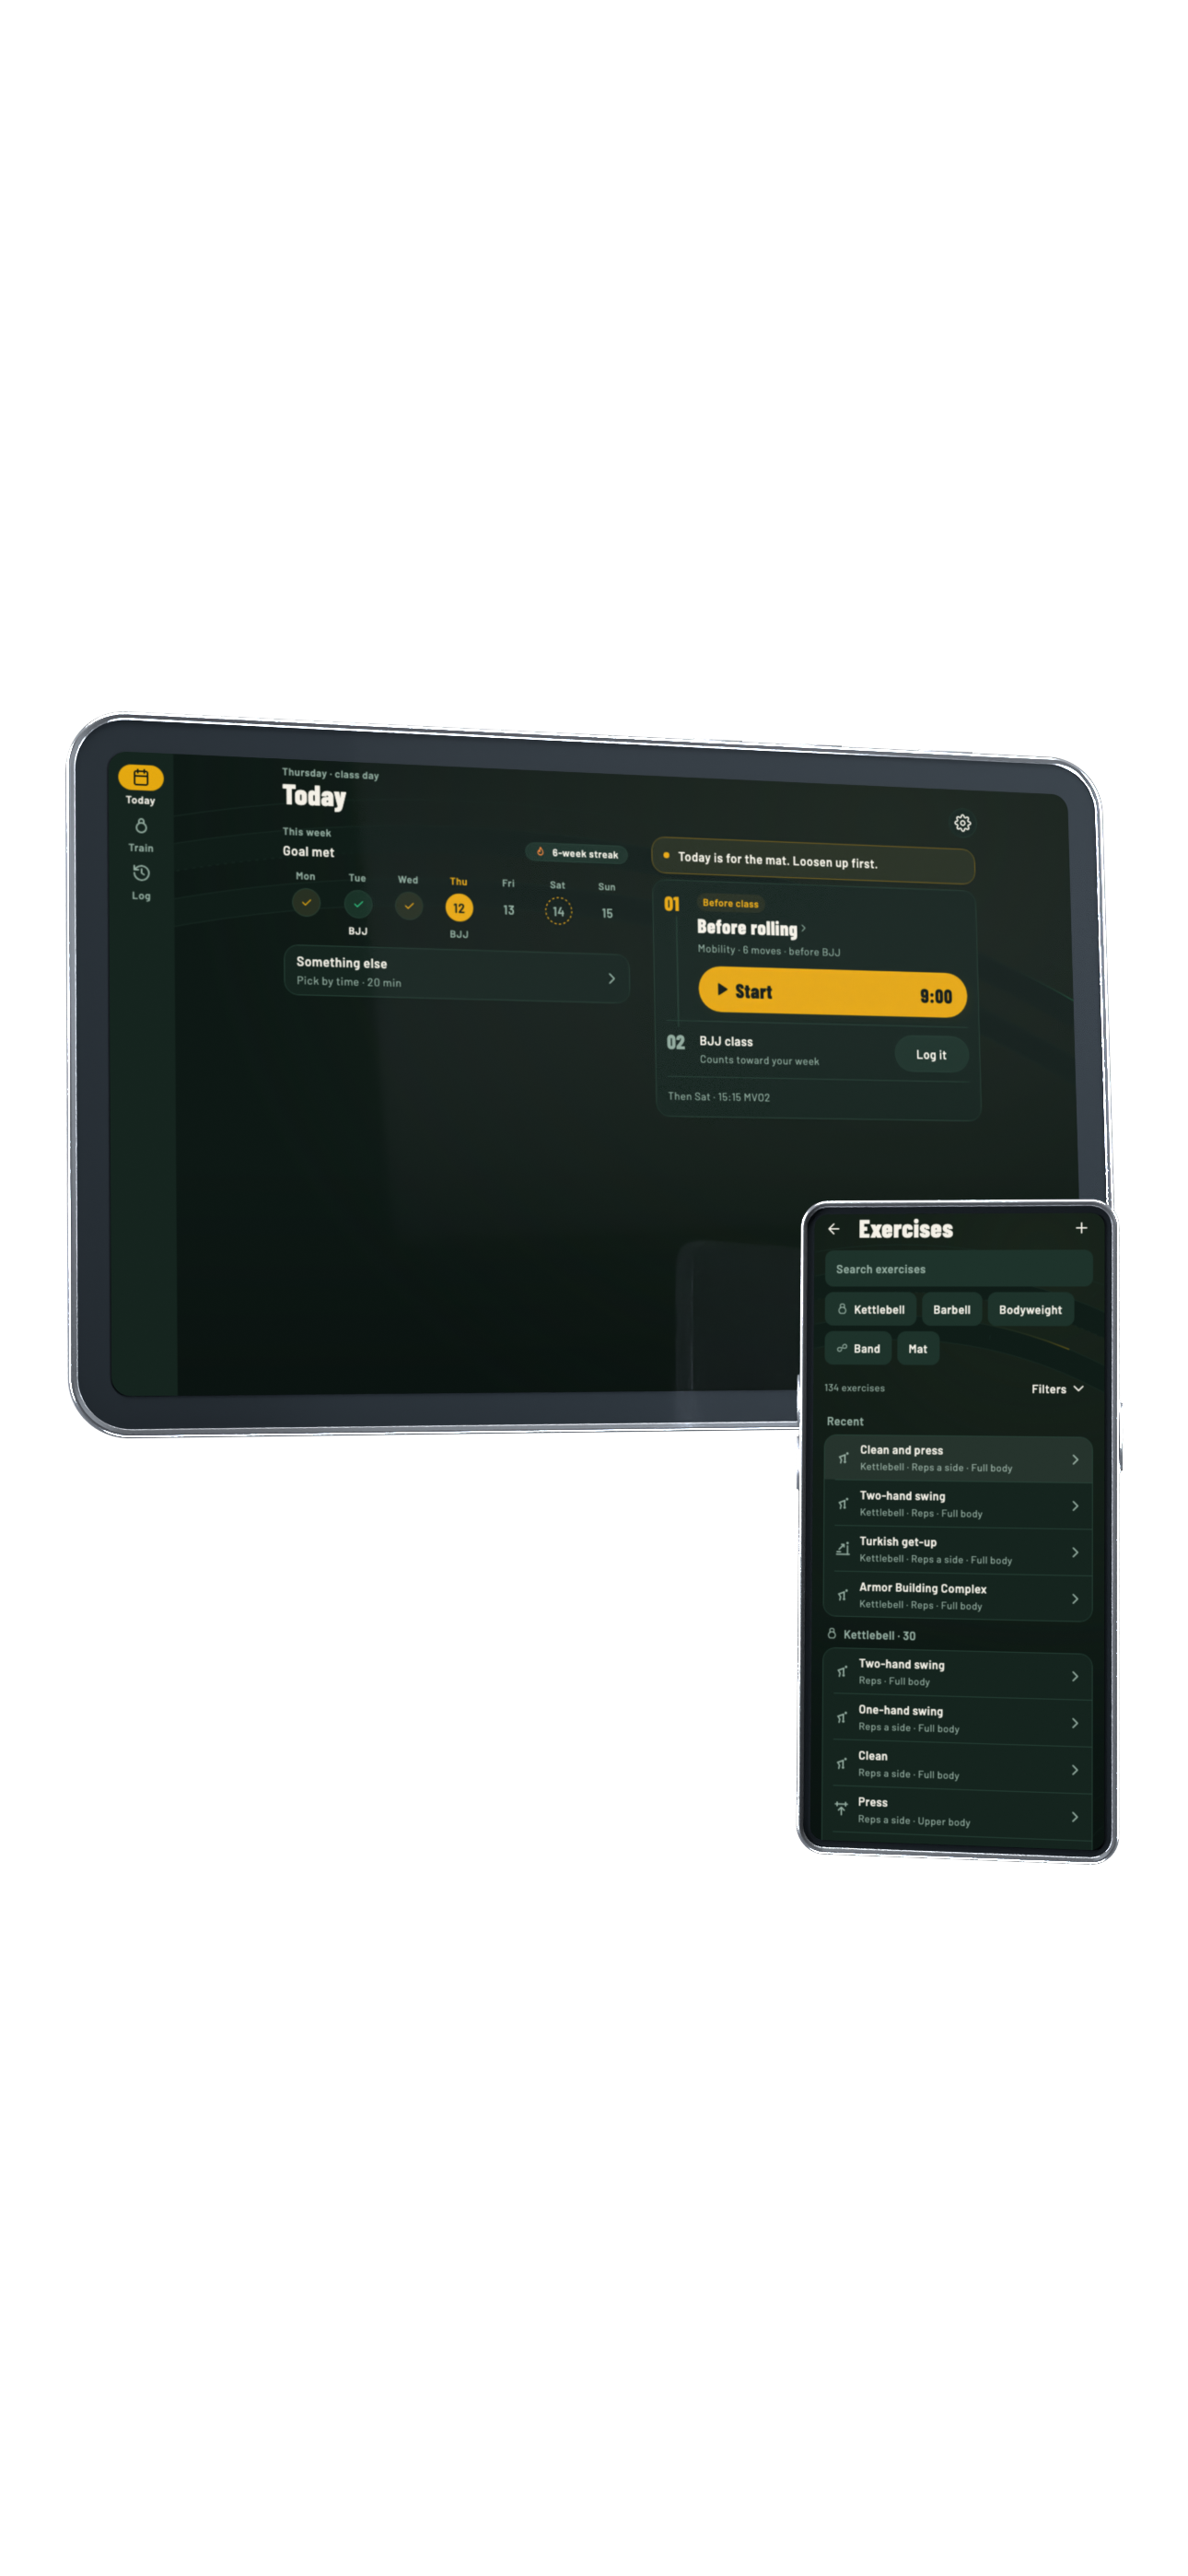 Today
Train
Log
Thursday · class day
Today
This week
Goal met
6-week streak
Mon Tue Wed Thu Fri Sat Sun
12 13 14 15
BJJ BJJ
Something else
Pick by time · 20 min
Today is for the mat. Loosen up first.
01
Before class
Before rolling
Mobility · 6 moves · before BJJ
Start 9:00
02
BJJ class
Counts toward your week
Log it
Then Sat · 15:15 MVO2
Exercises
Search exercises
Kettlebell Barbell Bodyweight
Band Mat
134 exercises Filters
Recent
Clean and press
Kettlebell · Reps a side · Full body
Two-hand swing
Kettlebell · Reps · Full body
Turkish get-up
Kettlebell · Reps a side · Full body
Armor Building Complex
Kettlebell · Reps · Full body
Kettlebell · 30
Two-hand swing
Reps · Full body
One-hand swing
Reps a side · Full body
Clean
Reps a side · Full body
Press
Reps a side · Upper body